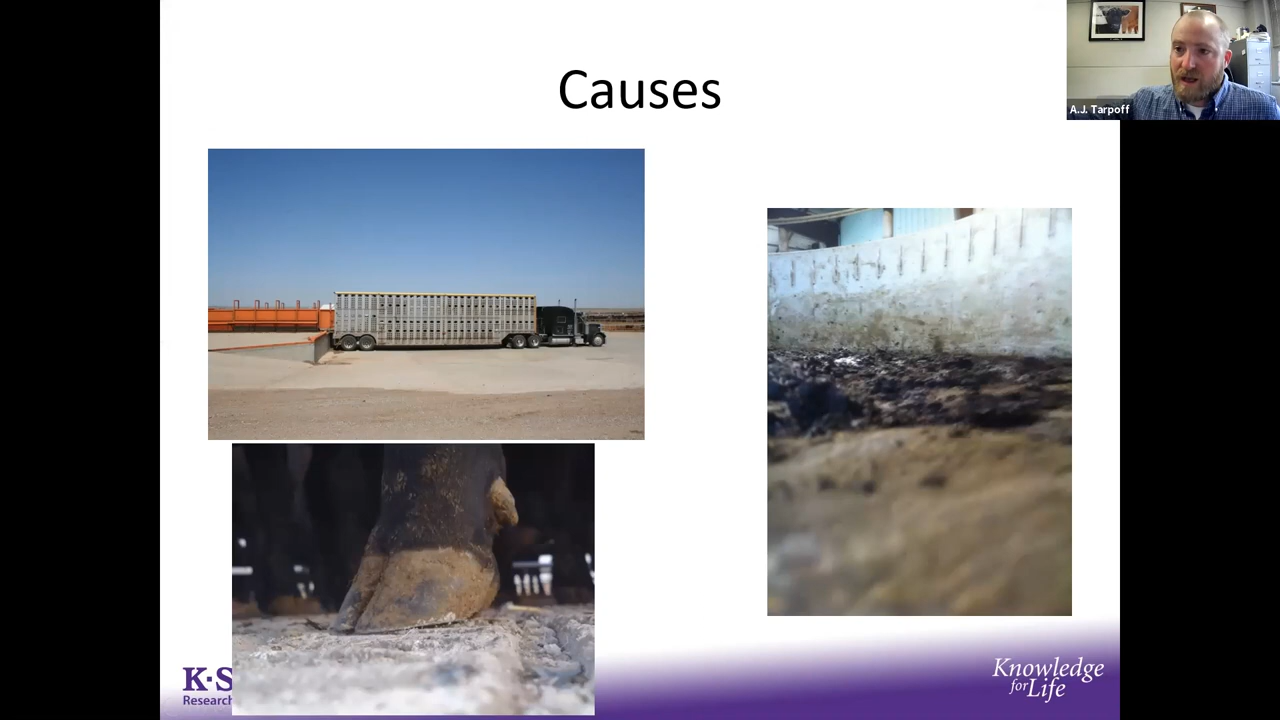 Causes
A.J. Tarpoff
K·S
Research
Knowledge
for Life